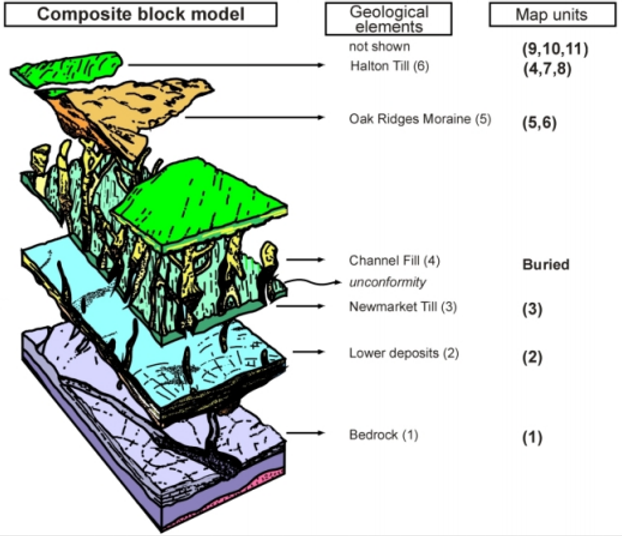 Composite block model
Geological
elements
Map units
not shown
(9,10,11)
Halton Till (6)
(4,7,8)
Oak Ridges Moraine (5)
(5,6)
Channel Fill (4)
Buried
unconformity
Newmarket Till (3)
(3)
Lower deposits (2)
(2)
Bedrock (1)
(1)